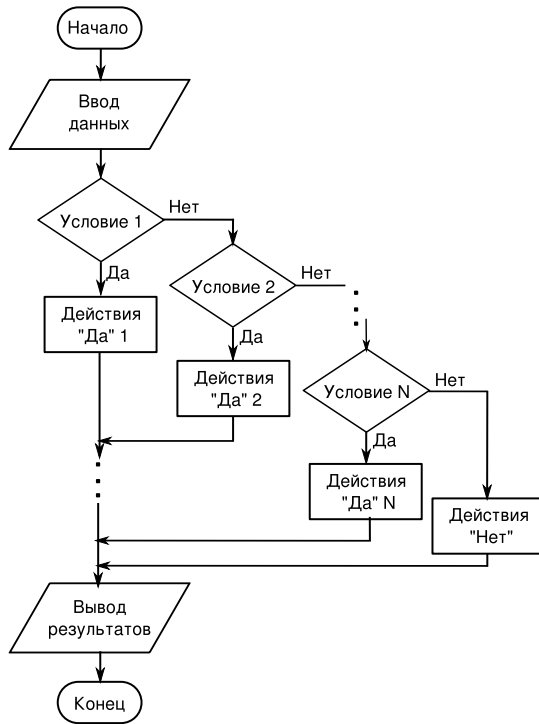 Начало
Ввод
данных
Условие 1
Нет
Да
Действия
"Да" 1
Условие 2
Нет
Да
Действия
"Да" 2
Условие N
Нет
Да
Действия
"Да" N
Действия
"Нет"
Вывод
результатов
Конец